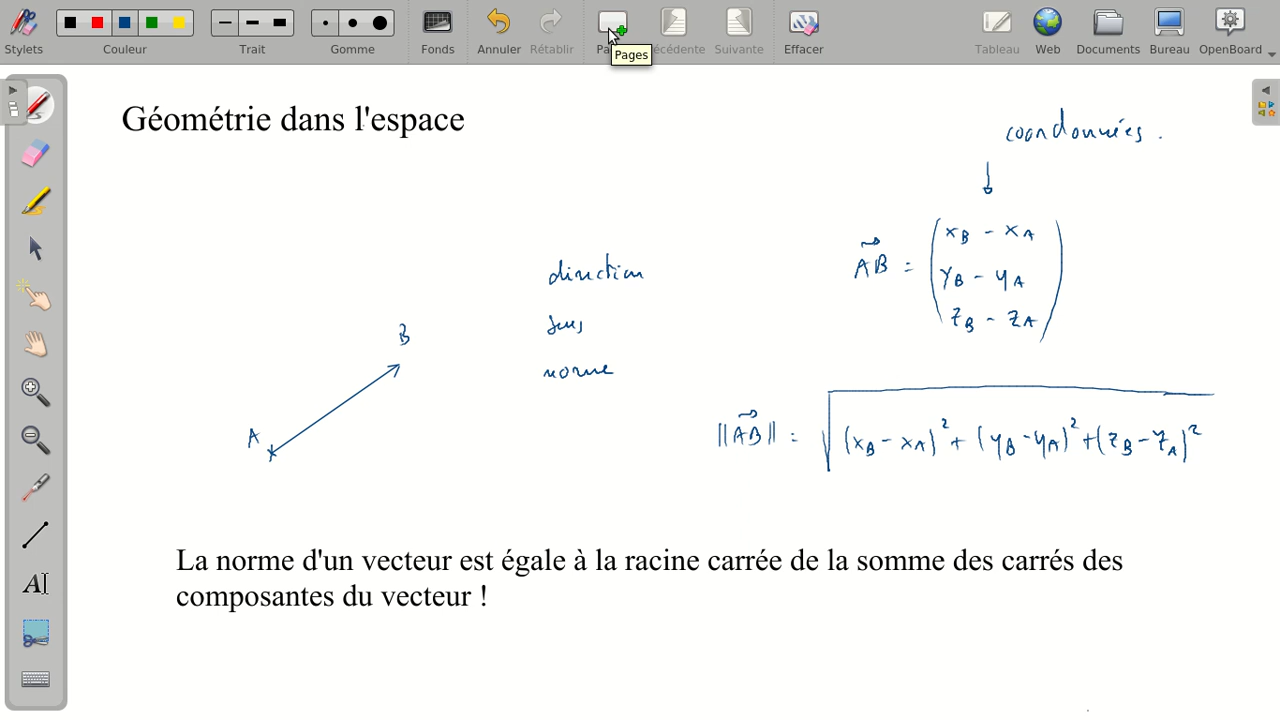 Stylets Couleur Trait Gomme Fonds Annuler Rétablir Effacer Tableau Web Documents Bureau OpenBoard
Pages
Suivante
Géométrie dans l'espace
coordonnées.
AB = (xB - xA
yB - yA
zB - zA)
direction
sens
norme
B
A
||AB|| = √(xB - xA)² + (yB - yA)² + (zB - zA)²
La norme d'un vecteur est égale à la racine carrée de la somme des carrés des
composantes du vecteur !